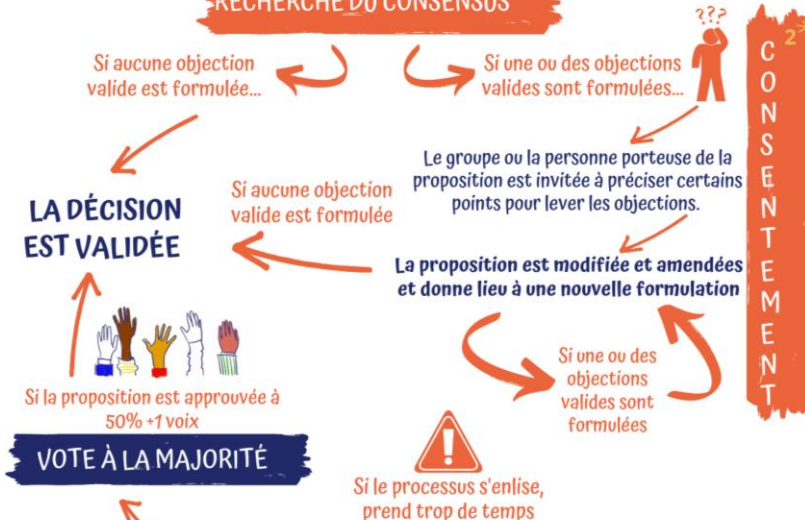 RECHERCHE DU CONSENSUS
???
2
CONSENTEMENT
Si aucune objection
valide est formulée...
Si une ou des objections
valides sont formulées...
Le groupe ou la personne porteuse de la
proposition est invitée à préciser certains
points pour lever les objections.
LA DÉCISION
EST VALIDÉE
Si aucune objection
valide est formulée
La proposition est modifiée et amendées
et donne lieu à une nouvelle formulation
Si une ou des
objections
valides sont
formulées
Si la proposition est approuvée à
50% +1 voix
VOTE À LA MAJORITÉ
!
Si le processus s'enlise,
prend trop de temps